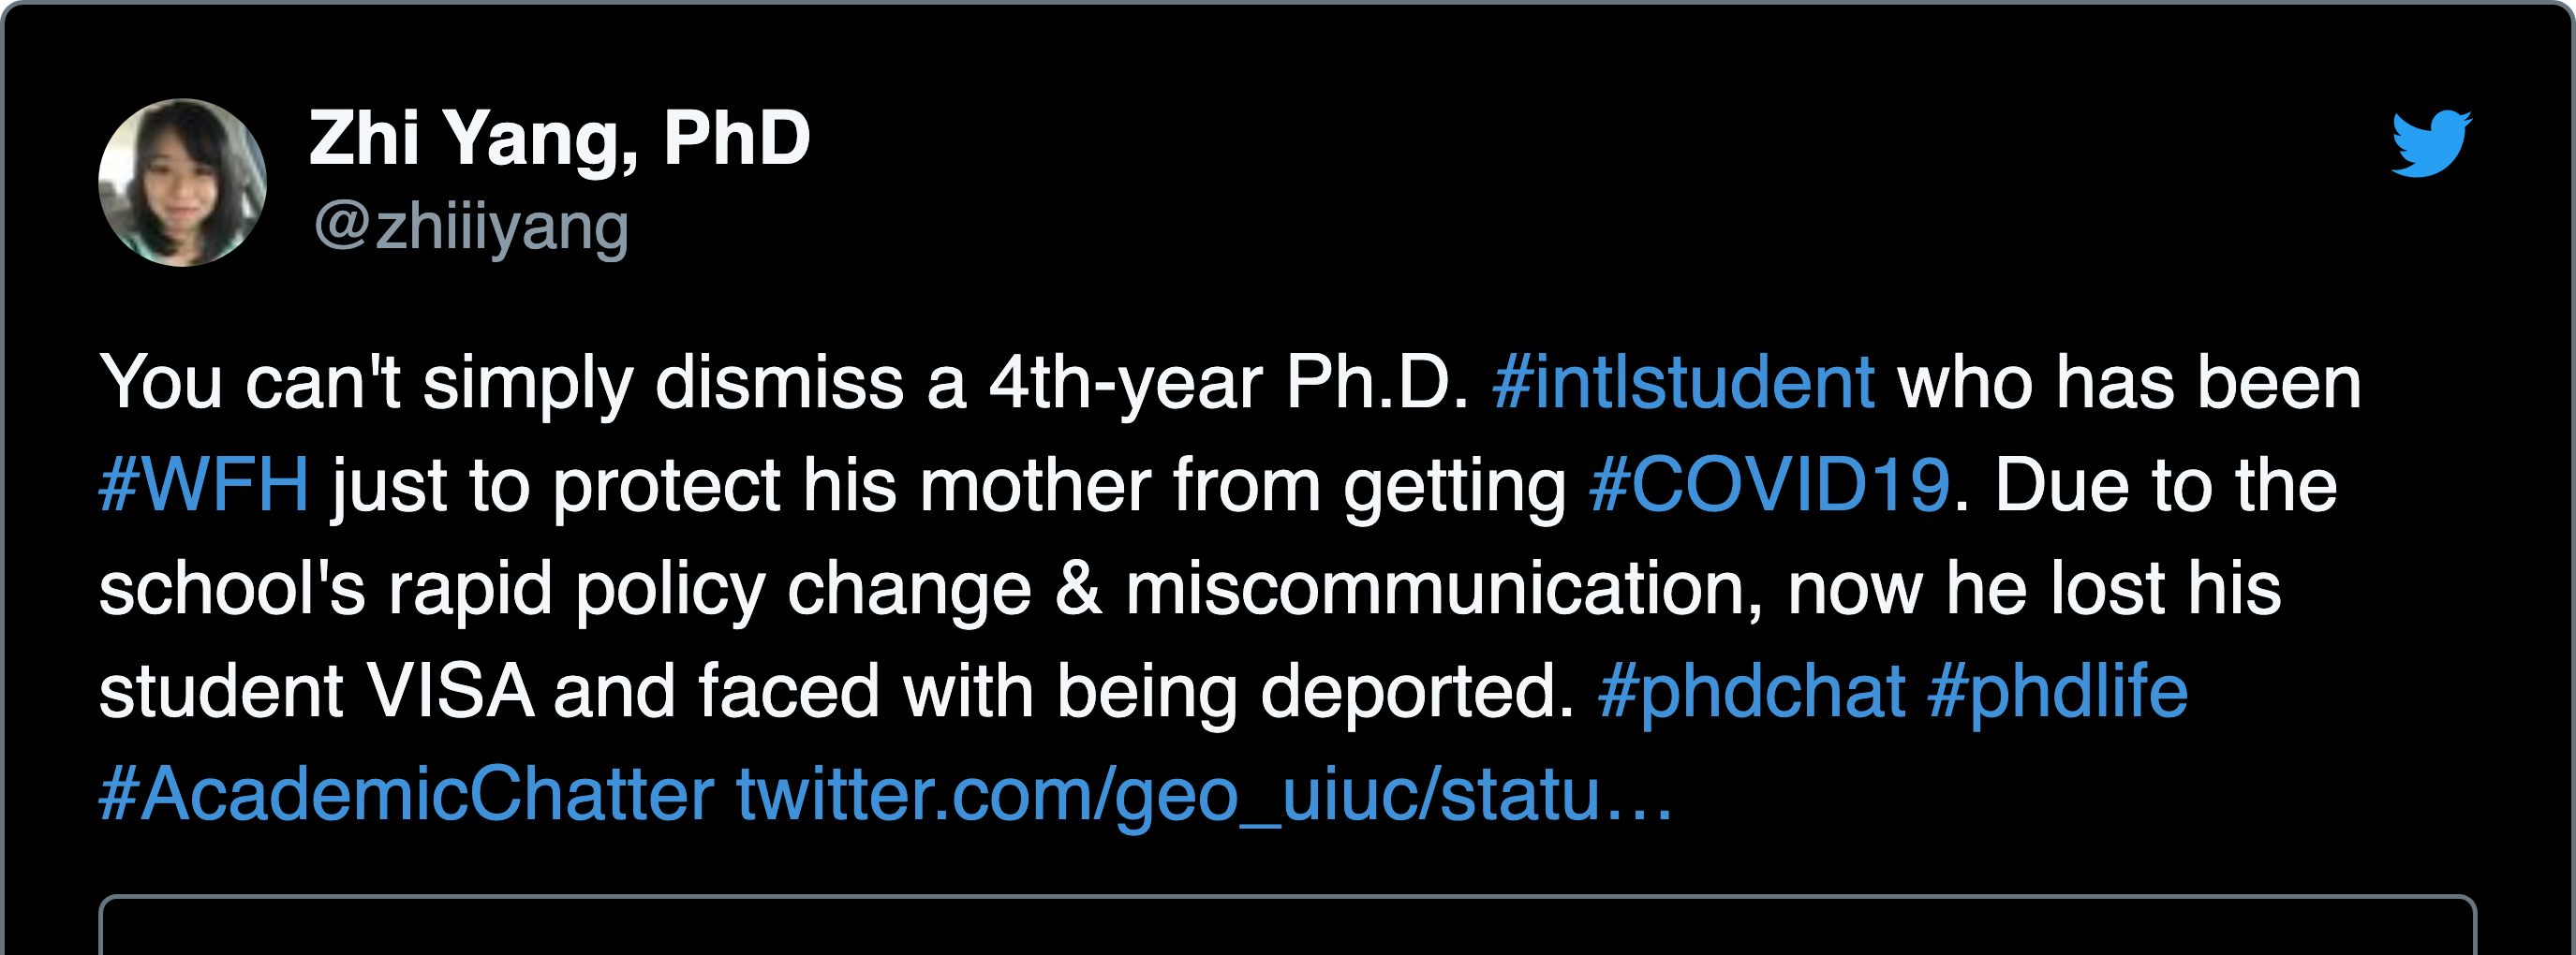 Zhi Yang, PhD
@zhiiiyang
You can't simply dismiss a 4th-year Ph.D. #intlstudent who has been
#WFH just to protect his mother from getting #COVID19. Due to the
school's rapid policy change & miscommunication, now he lost his
student VISA and faced with being deported. #phdchat #phdlife
#AcademicChatter twitter.com/geo_uiuc/statu…